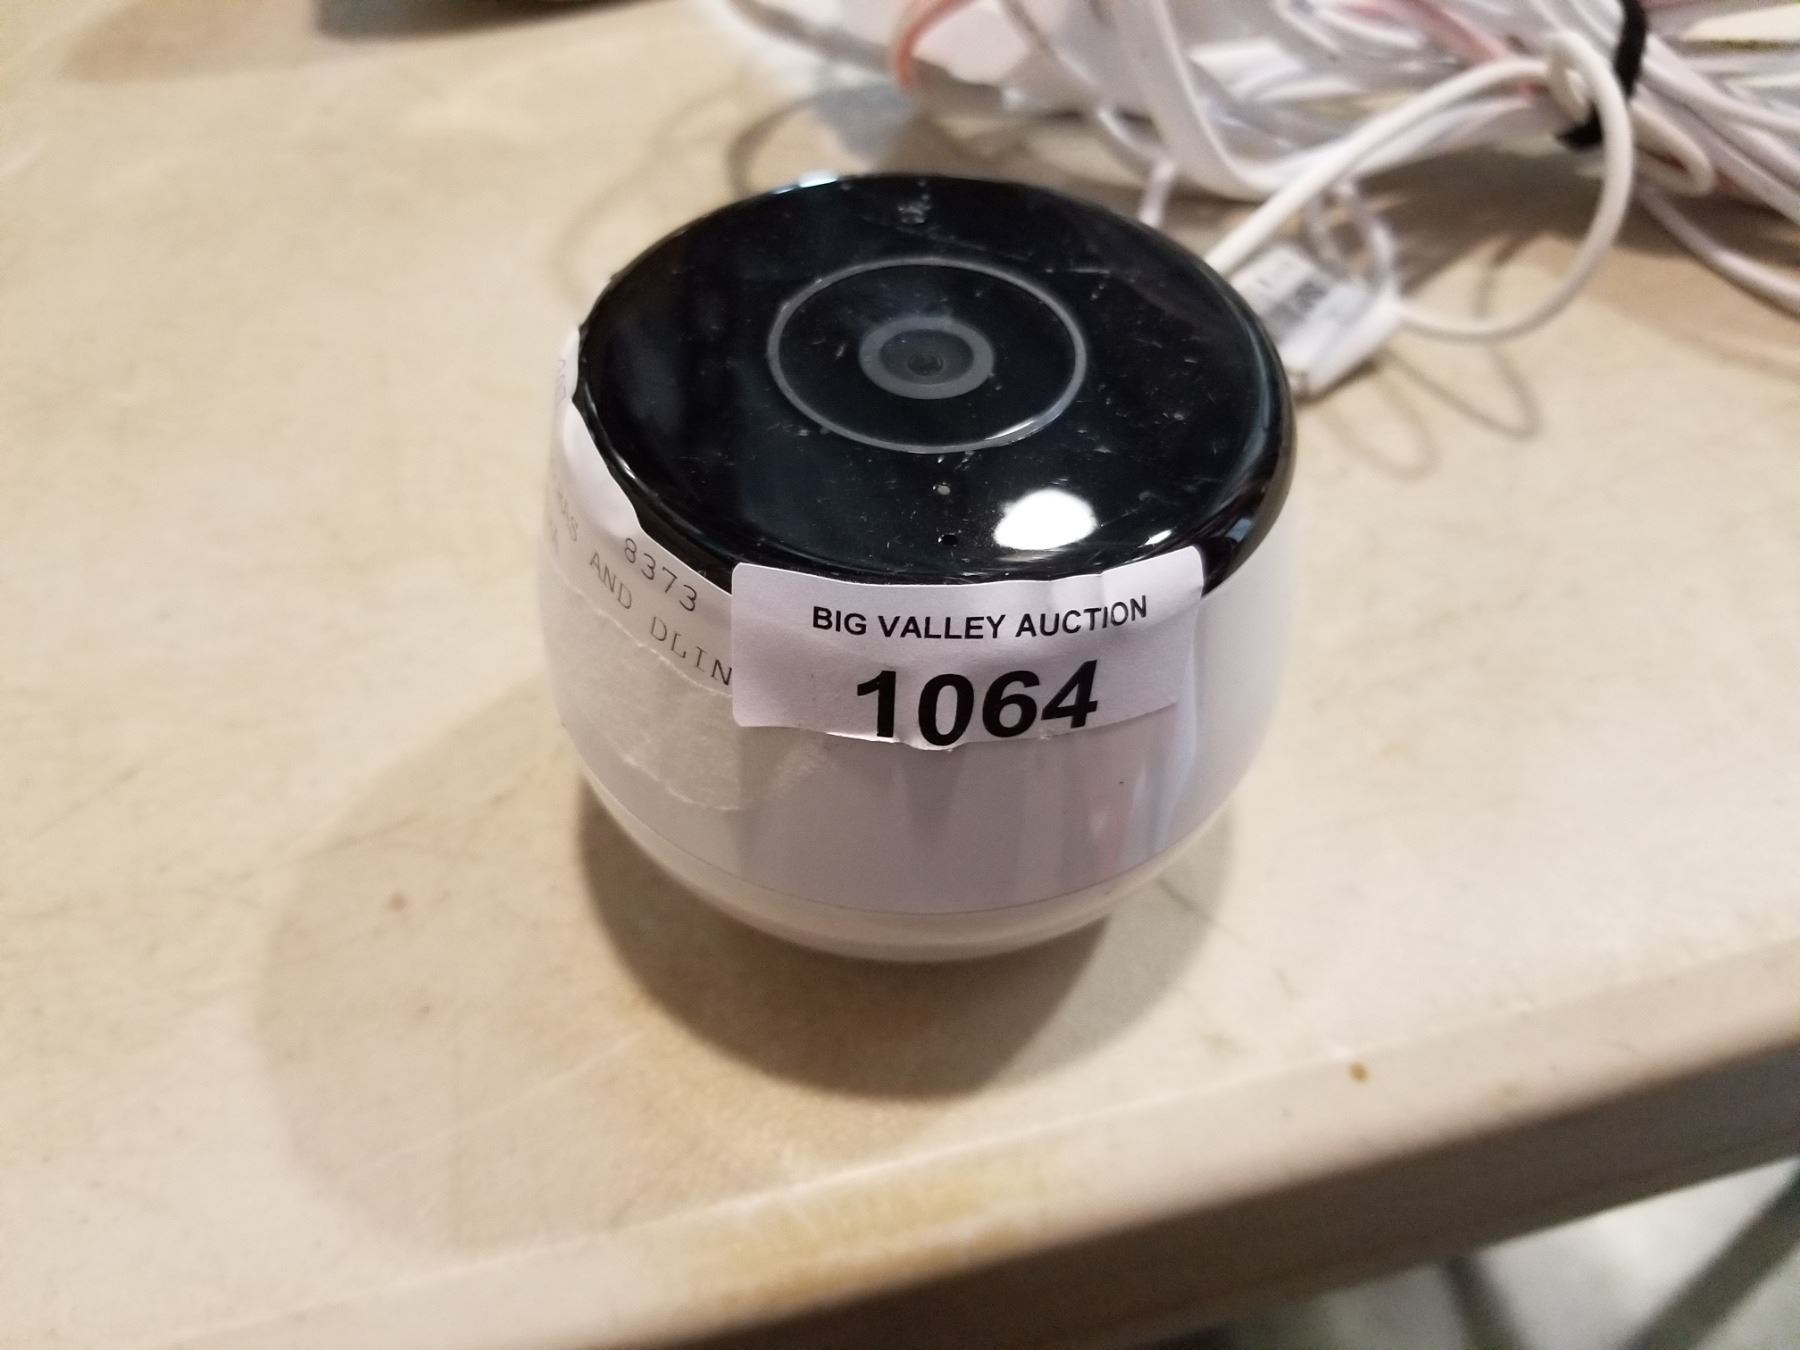 BIG VALLEY AUCTION
1064
8373
AND DLIN